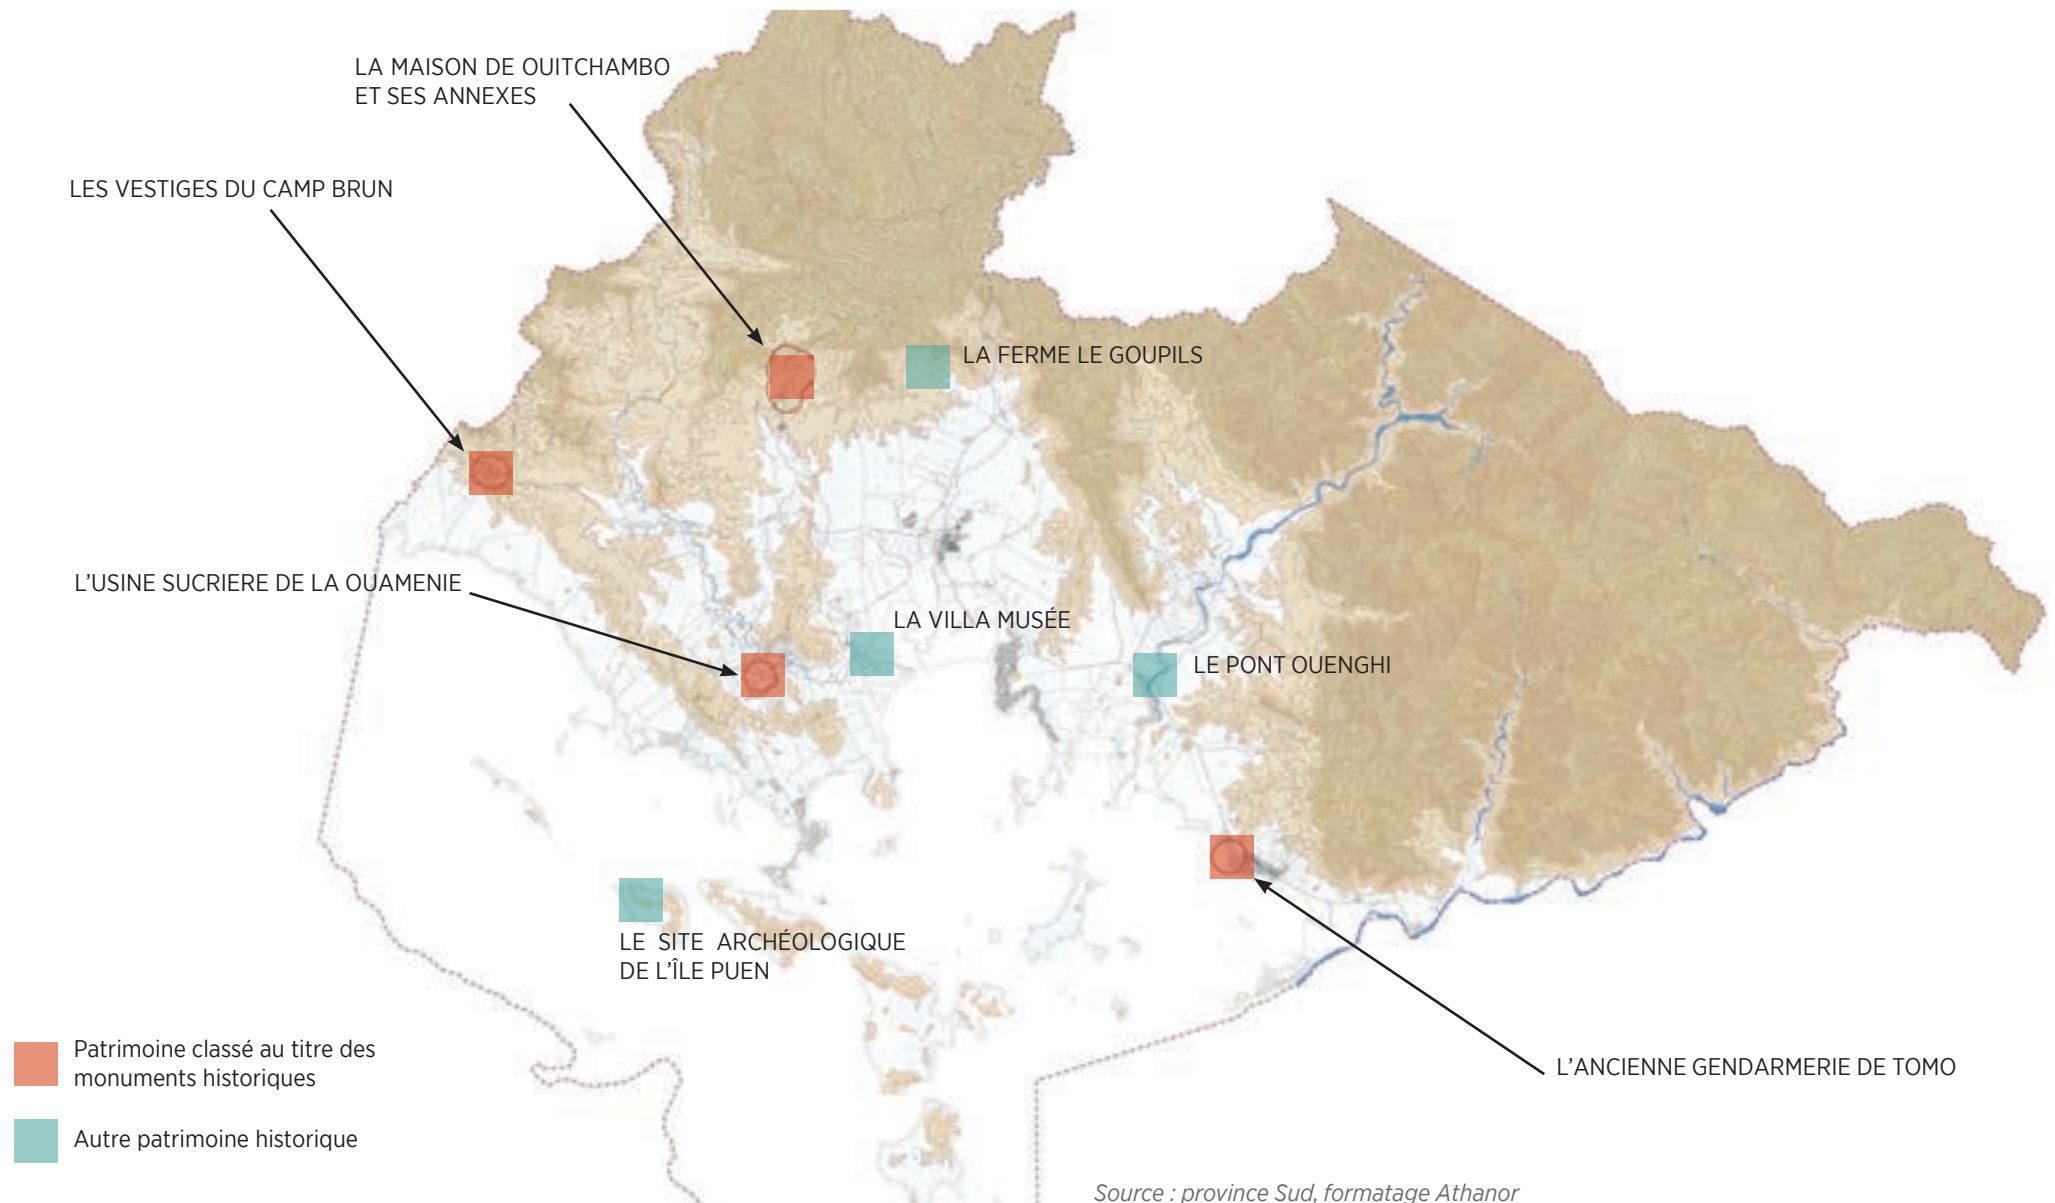 LA MAISON DE OUITCHAMBO
ET SES ANNEXES
LES VESTIGES DU CAMP BRUN
LA FERME LE GOUPILS
L'USINE SUCRIERE DE LA OUAMENIE
LA VILLA MUSÉE
LE PONT OUENGHI
LE SITE ARCHÉOLOGIQUE
DE L'ÎLE PUEN
L'ANCIENNE GENDARMERIE DE TOMO
Patrimoine classé au titre des
monuments historiques
Autre patrimoine historique
Source : province Sud, formatage Athanor